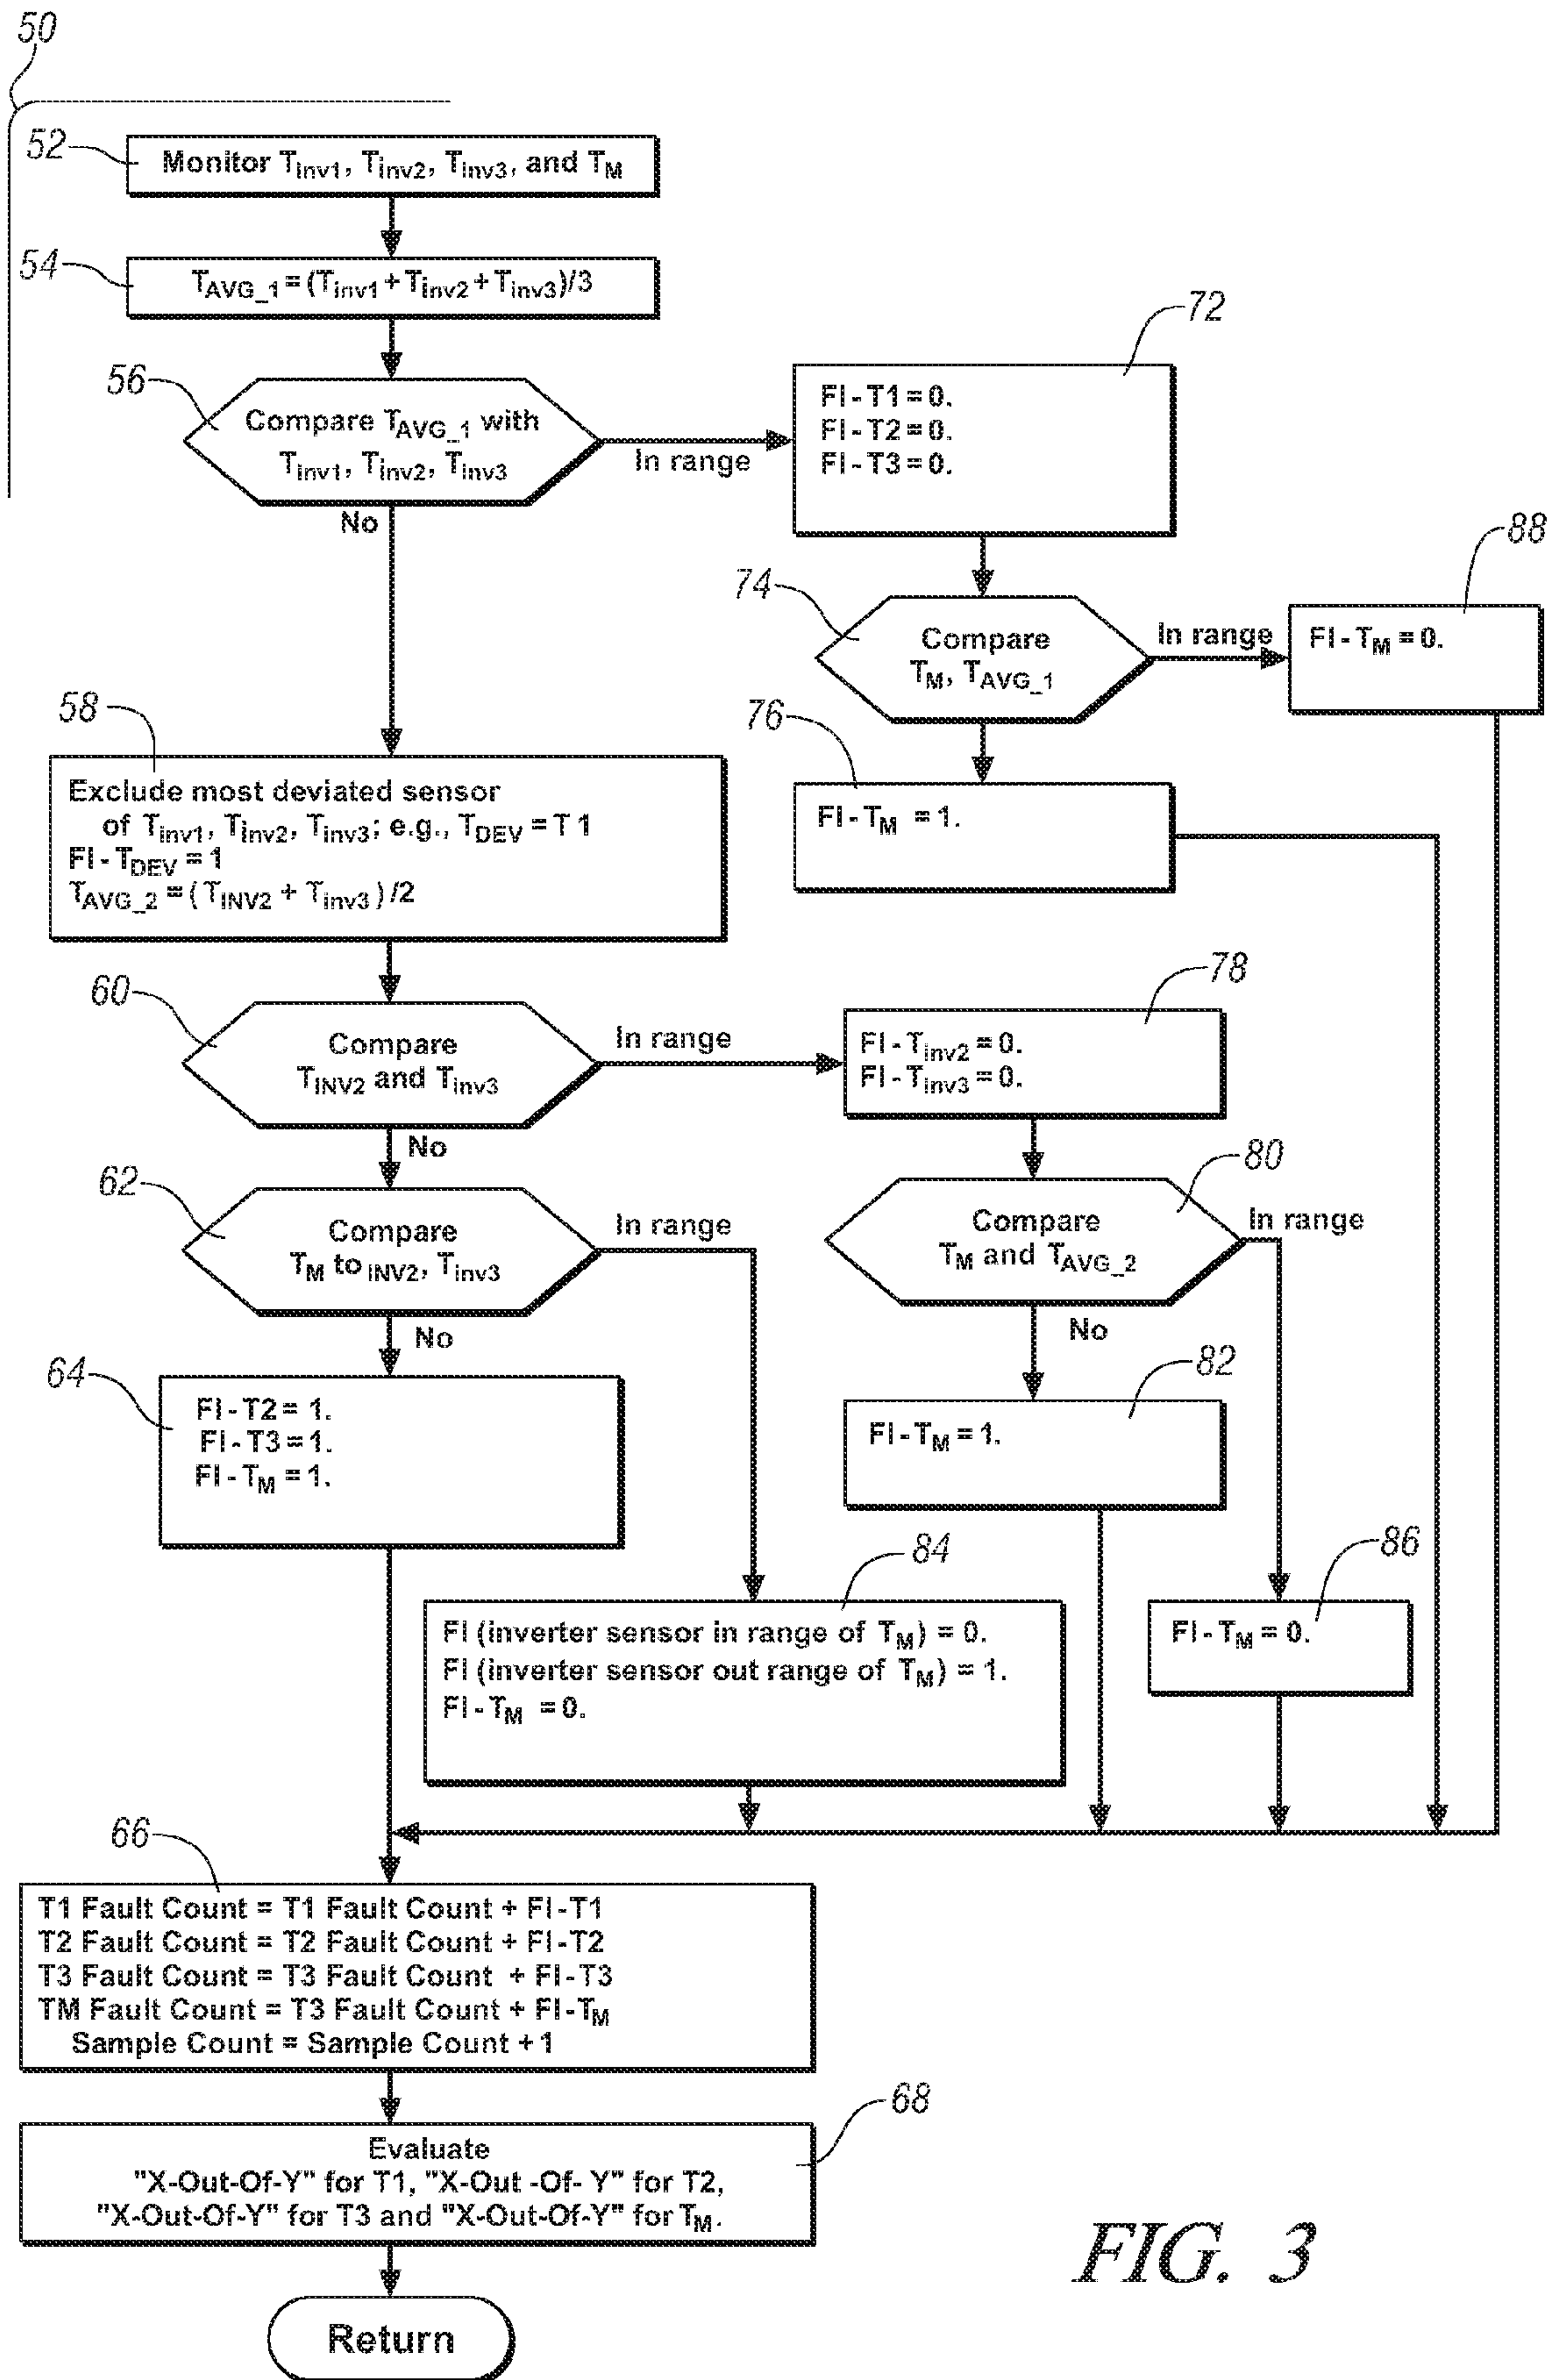 50
52
Monitor Tinv1, Tinv2, Tinv3, and TM
54
TAVG_1 = (Tinv1 + Tinv2 + Tinv3)/3
56
Compare TAVG_1 with
Tinv1, Tinv2, Tinv3
In range
No
72
FI - T1 = 0.
FI - T2 = 0.
FI - T3 = 0.
74
Compare
TM, TAVG_1
In range
88
FI - TM = 0.
76
FI - TM = 1.
58
Exclude most deviated sensor
of Tinv1, Tinv2, Tinv3; e.g., TDEV = T 1
FI - TDEV = 1
TAVG_2 = ( TINV2 + Tinv3 ) /2
60
Compare
TINV2 and Tinv3
In range
No
78
FI - Tinv2 = 0.
FI - Tinv3 = 0.
62
Compare
TM to INV2, Tinv3
In range
No
80
Compare
TM and TAVG_2
In range
No
64
FI - T2 = 1.
FI - T3 = 1.
FI - TM = 1.
82
FI - TM = 1.
84
FI (inverter sensor in range of TM) = 0.
FI (inverter sensor out range of TM) = 1.
FI - TM = 0.
86
FI - TM = 0.
66
T1 Fault Count = T1 Fault Count + FI-T1
T2 Fault Count = T2 Fault Count + FI-T2
T3 Fault Count = T3 Fault Count + FI-T3
TM Fault Count = T3 Fault Count + FI-TM
Sample Count = Sample Count + 1
68
Evaluate
"X-Out-Of-Y" for T1, "X-Out -Of- Y" for T2,
"X-Out-Of-Y" for T3 and "X-Out-Of-Y" for TM.
Return
FIG. 3